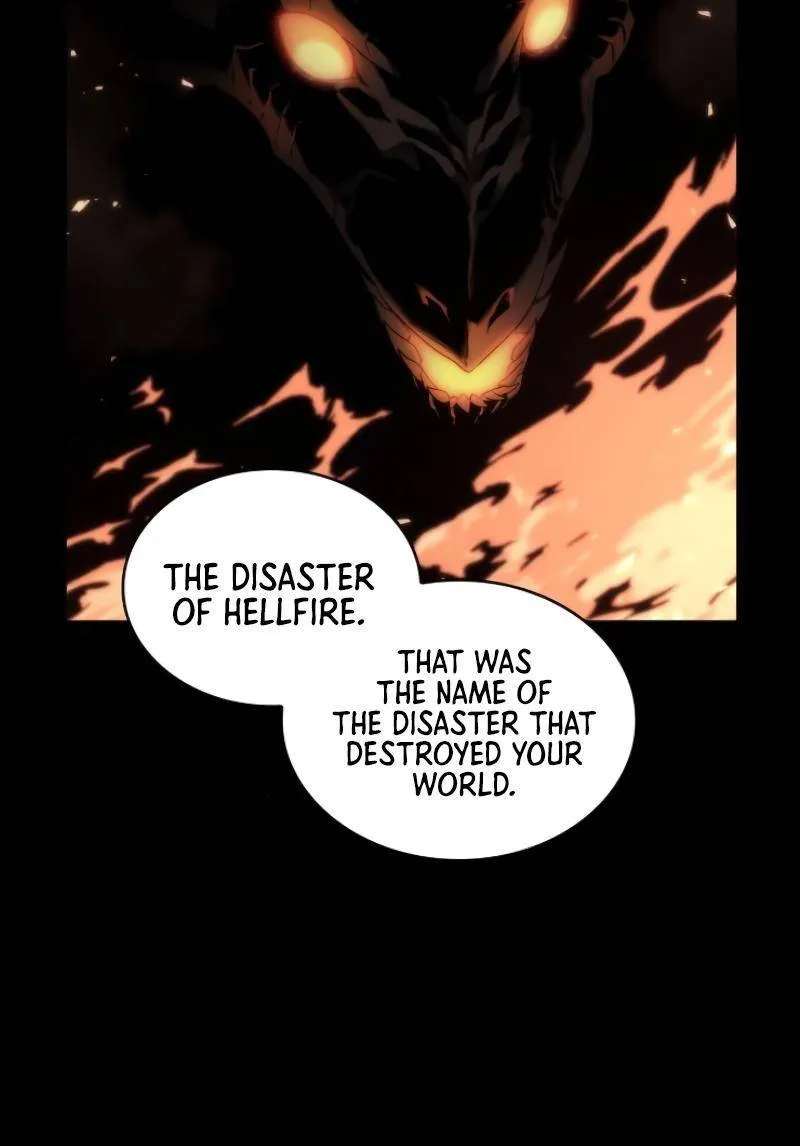 THE DISASTER
OF HELLFIRE.
THAT WAS
THE NAME OF
THE DISASTER THAT
DESTROYED YOUR
WORLD.